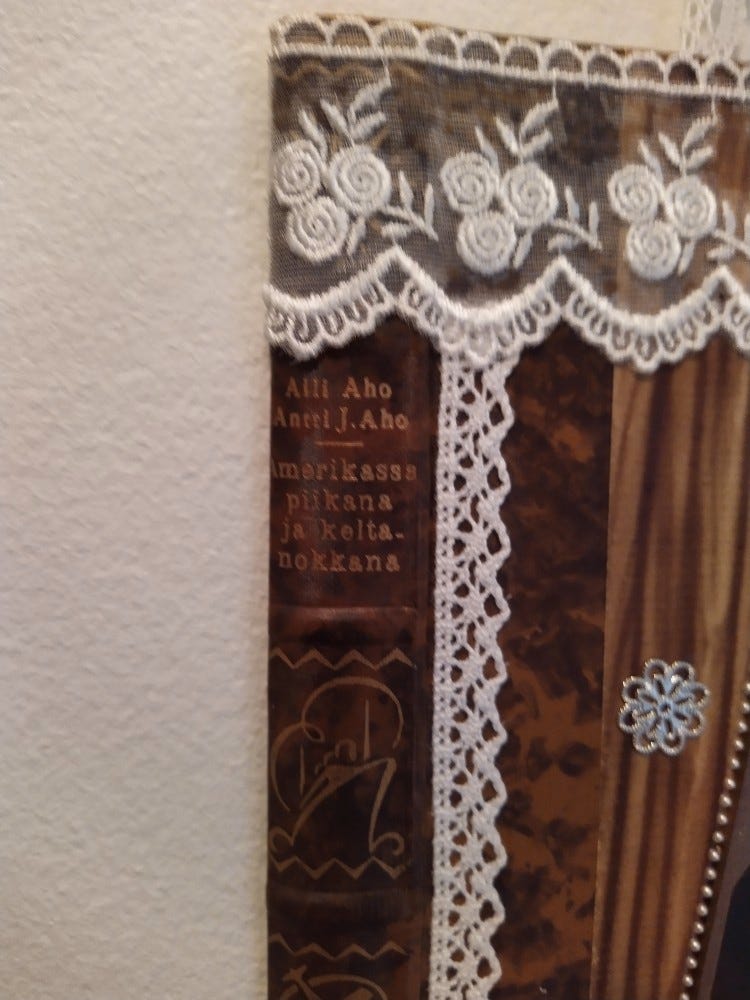 Alli Aho
Antti J. Aho
Amerikassa
piikana
ja kelta-
nokkana